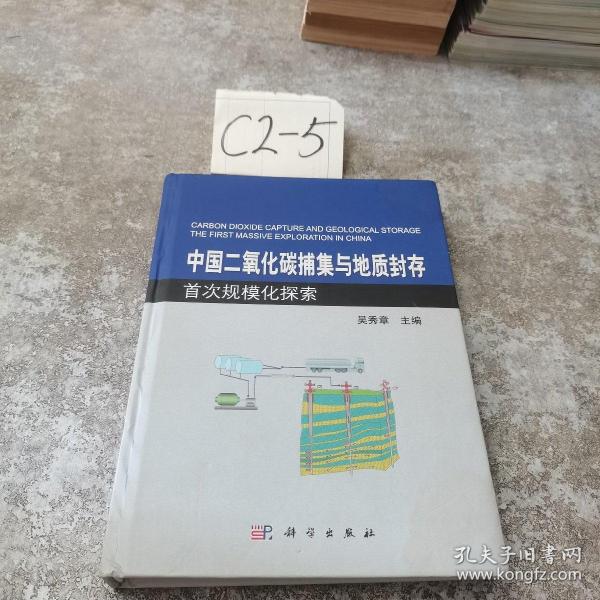 C2-5
CARBON DIOXIDE CAPTURE AND GEOLOGICAL STORAGE
THE FIRST MASSIVE EXPLORATION IN CHINA
中国二氧化碳捕集与地质封存
首次规模化探索
吴秀章 主编
SP 科学出版社
孔夫子旧书网
www.kongfz.com